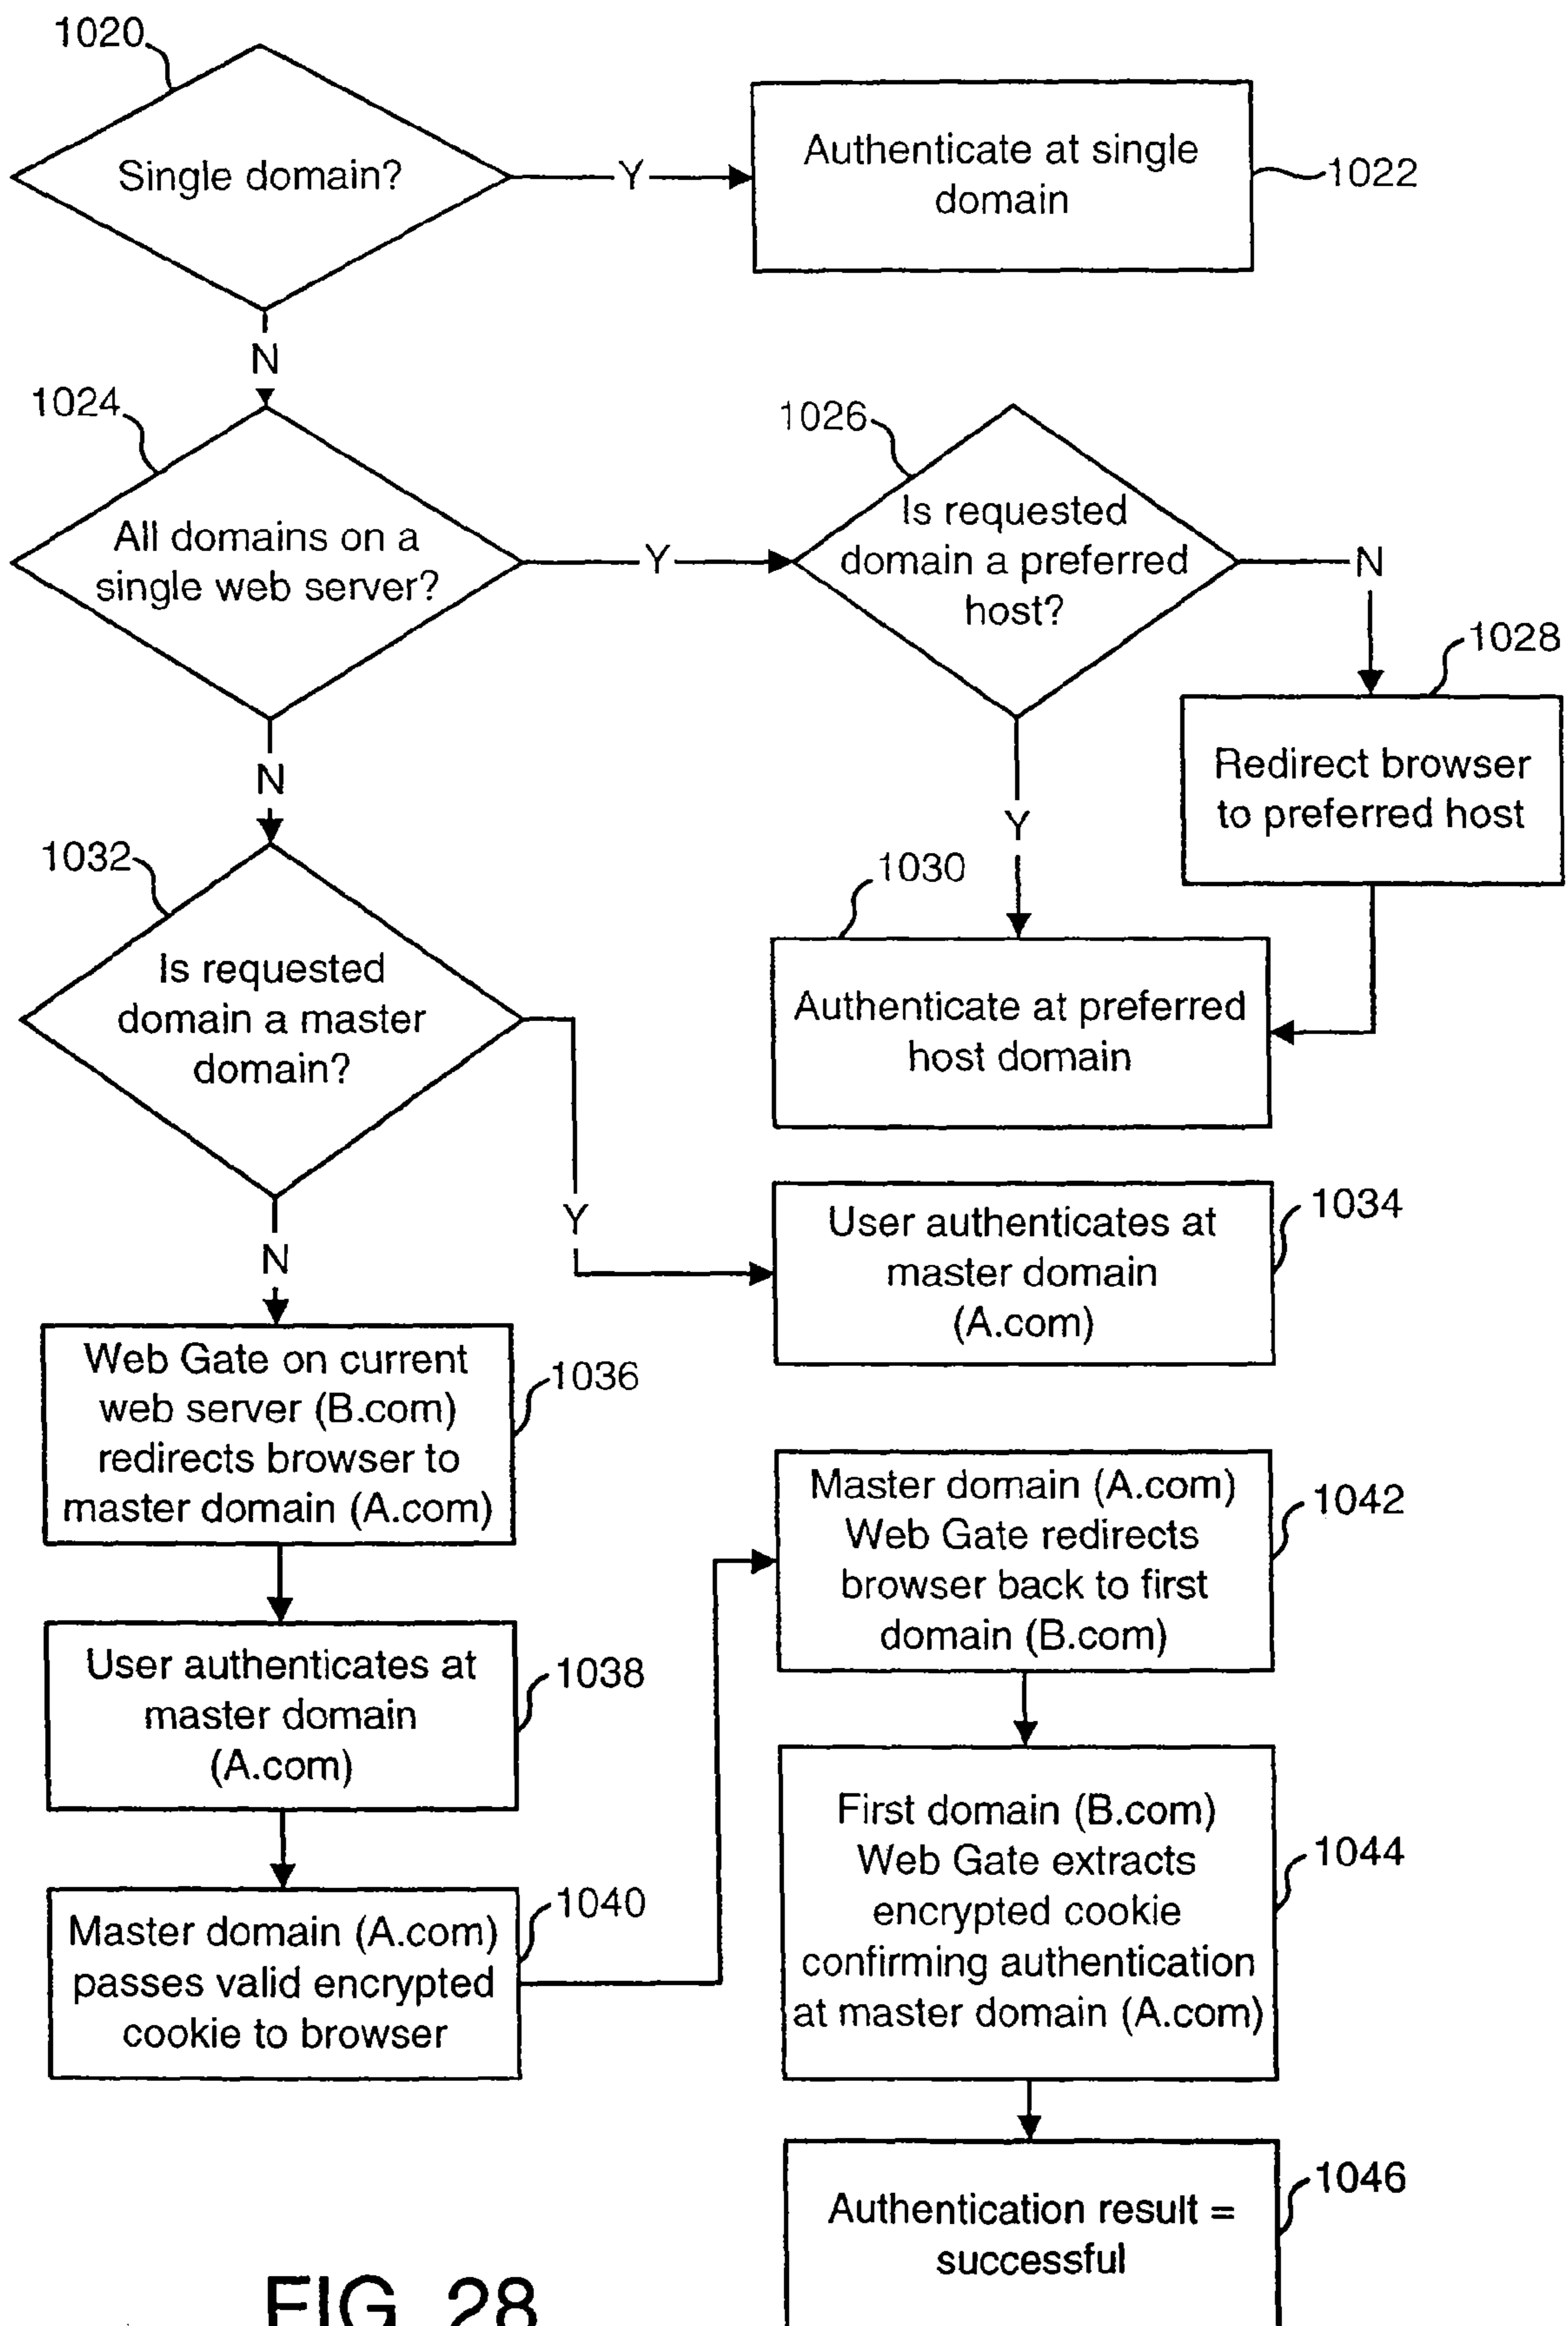 1020
Single domain?
Y
Authenticate at single
domain
1022
N
1024
All domains on a
single web server?
Y
1026
Is requested
domain a preferred
host?
N
1028
Redirect browser
to preferred host
Y
1030
Authenticate at preferred
host domain
N
1032
Is requested
domain a master
domain?
Y
1034
User authenticates at
master domain
(A.com)
N
Web Gate on current
web server (B.com)
redirects browser to
master domain (A.com)
1036
User authenticates at
master domain
(A.com)
1038
Master domain (A.com)
passes valid encrypted
cookie to browser
1040
Master domain (A.com)
Web Gate redirects
browser back to first
domain (B.com)
1042
First domain (B.com)
Web Gate extracts
encrypted cookie
confirming authentication
at master domain (A.com)
1044
Authentication result =
successful
1046
FIG. 28